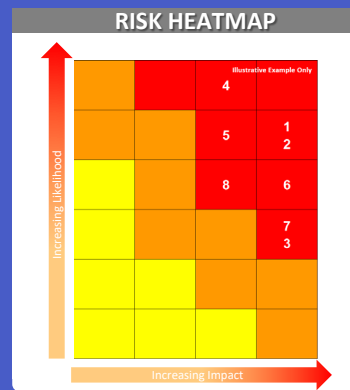 RISK HEATMAP
Illustrative Example Only
4
5
1
2
8
6
7
3
Increasing Likelihood
Increasing Impact